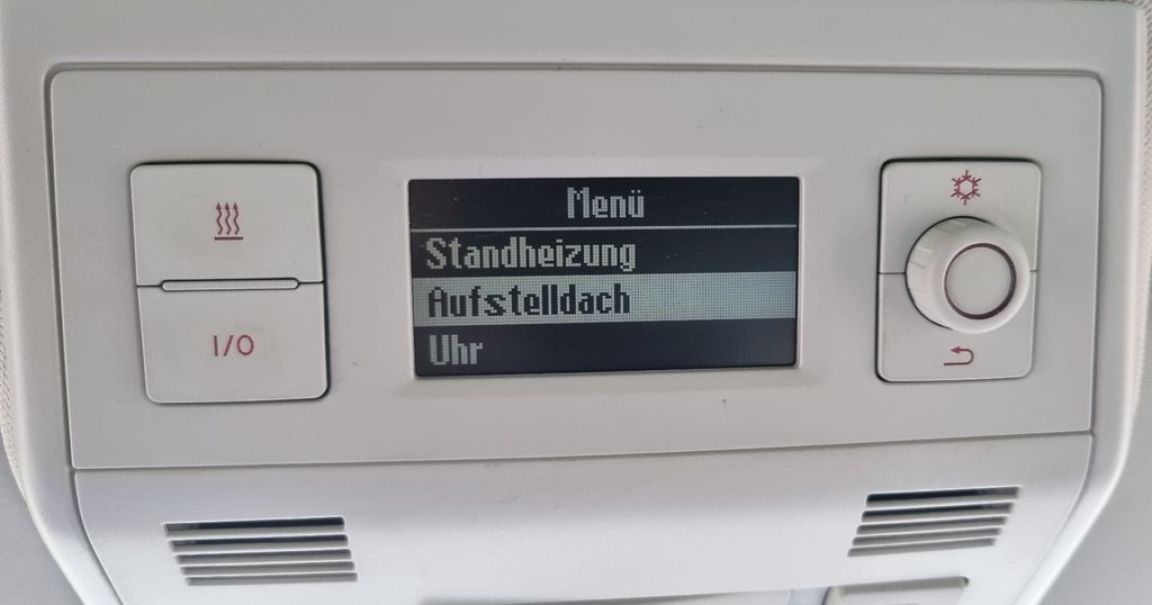 Menü
Standheizung
Aufstelldach
Uhr
I/O